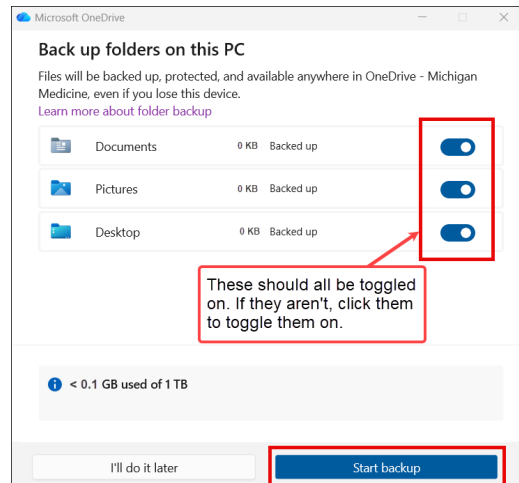 Microsoft OneDrive
Back up folders on this PC
Files will be backed up, protected, and available anywhere in OneDrive - Michigan
Medicine, even if you lose this device.
Learn more about folder backup
Documents 0 KB Backed up
Pictures 0 KB Backed up
Desktop 0 KB Backed up
These should all be toggled
on. If they aren't, click them
to toggle them on.
< 0.1 GB used of 1 TB
I'll do it later Start backup